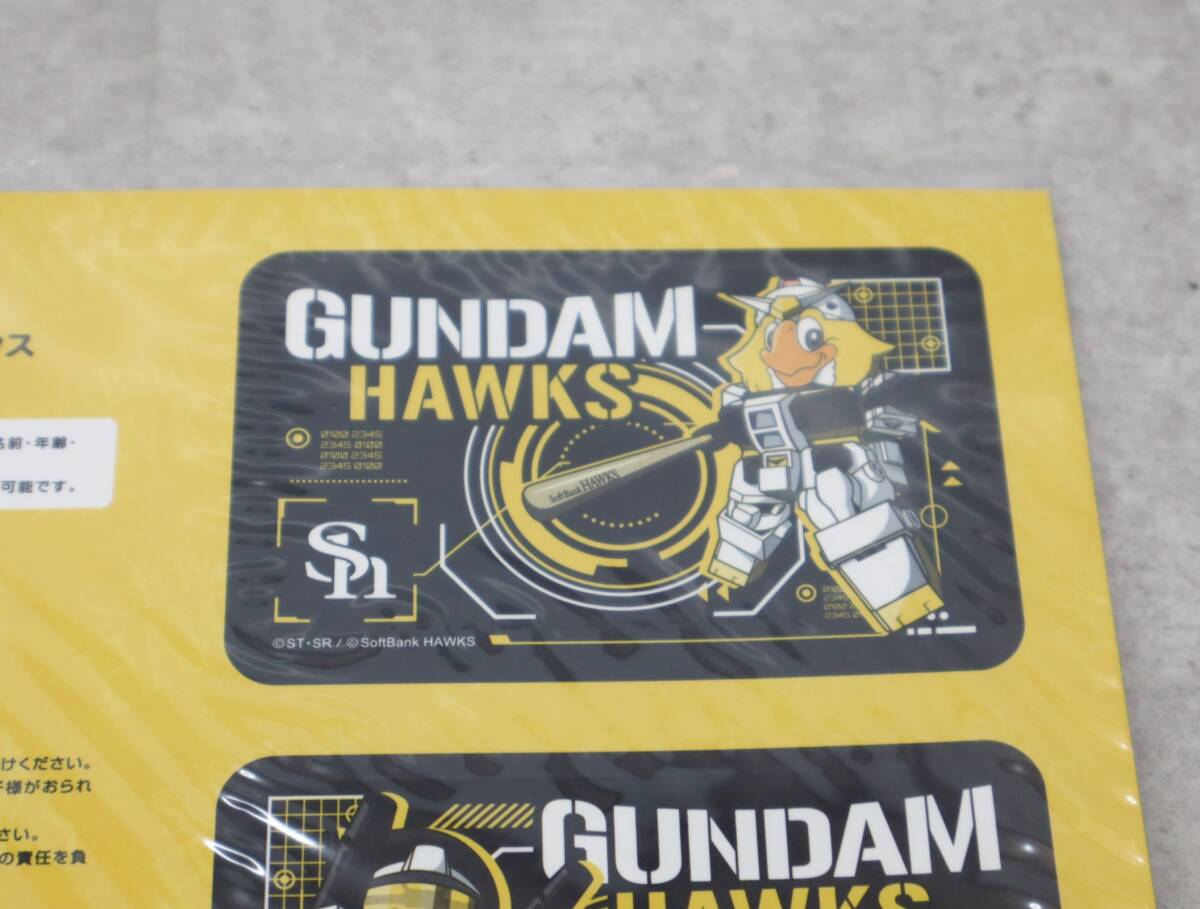 クス
名前・年齢・
可能です。
GUNDAM
HAWKS
0100 2345
2345 0100
0100 2345
2345 0100
SoftBank HAWKS
Sh
©ST・SR / ©SoftBank HAWKS
けください。
子様がおられ
さい。
の責任を負
GUNDAM
HAWKS